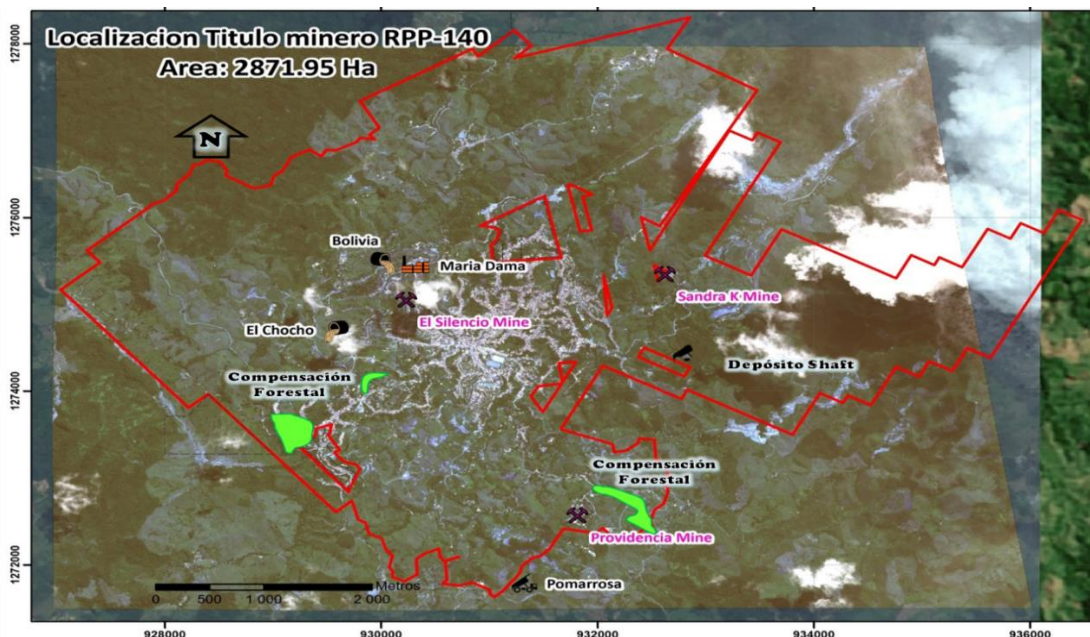 Localizacion Titulo minero RPP-140
Area: 2871.95 Ha
N
Bolivia
Maria Dama
El Silencio Mine
Sandra K Mine
El Chocho
Depósito Shaft
Compensación
Forestal
Compensación
Forestal
Providencia Mine
Pomarrosa
Metros
0 500 1 000 2 000
1278000
1276000
1274000
1272000
928000 930000 932000 934000 936000